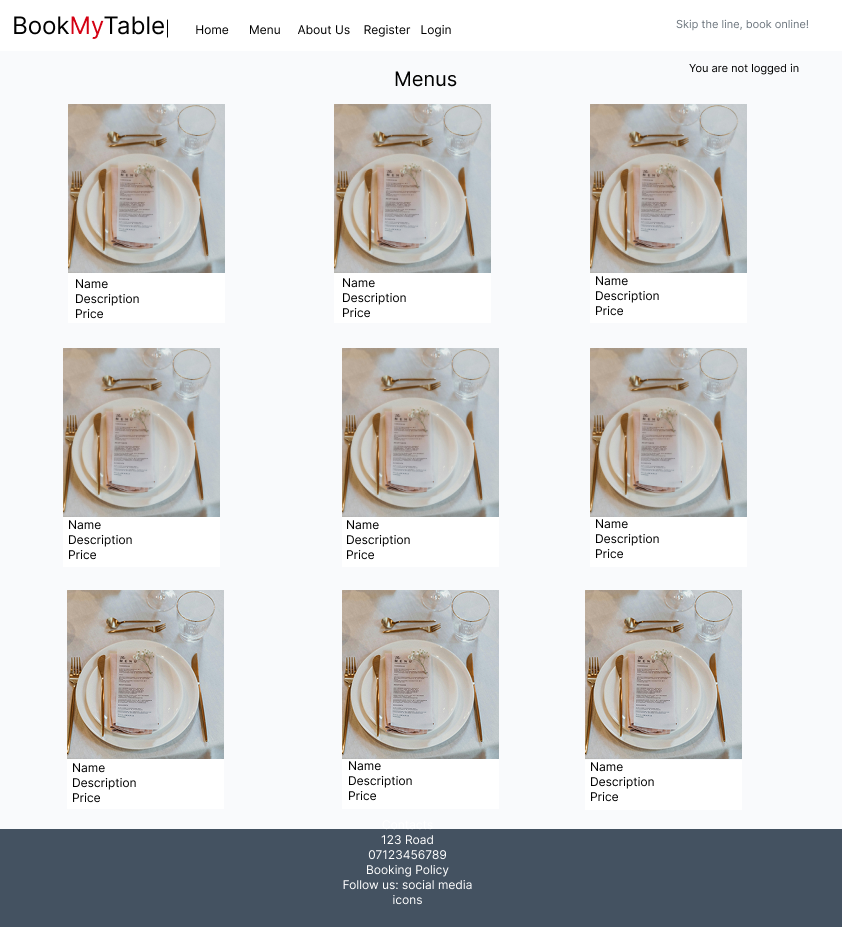 BookMyTable
Home Menu About Us Register Login
Skip the line, book online!
You are not logged in
Menus
Name
Description
Price
Name
Description
Price
Name
Description
Price
Name
Description
Price
Name
Description
Price
Name
Description
Price
Name
Description
Price
Name
Description
Price
Name
Description
Price
123 Road
07123456789
Booking Policy
Follow us: social media
icons